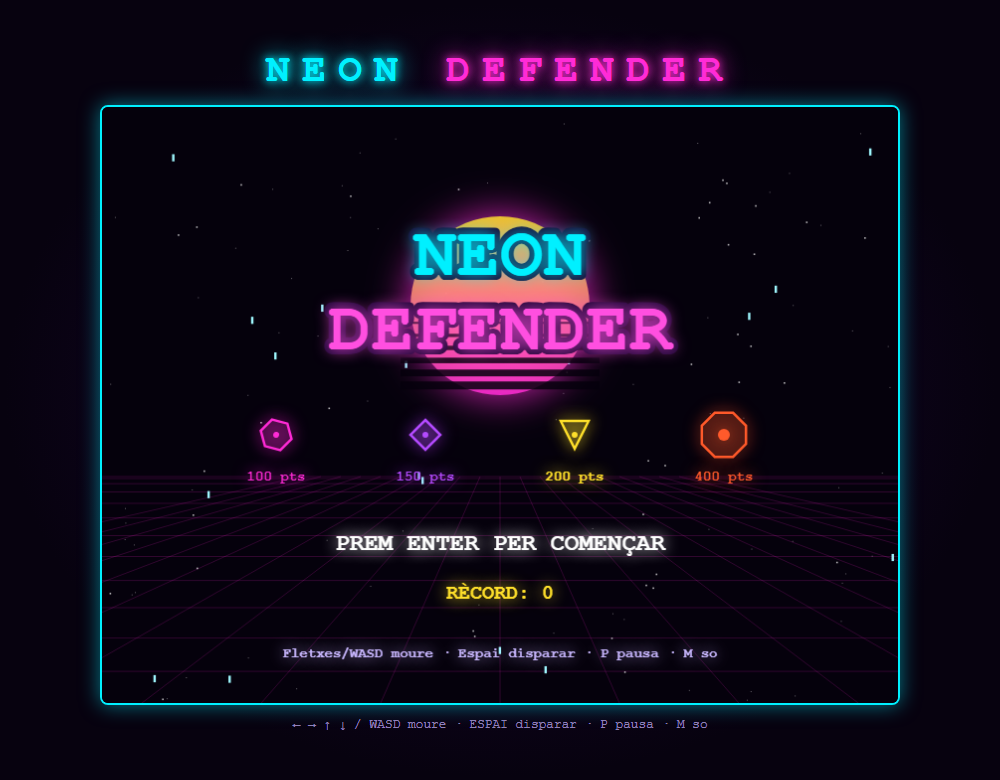 NEON DEFENDER
NEON
DEFENDER
100 pts 150 pts 200 pts 400 pts
PREM ENTER PER COMENÇAR
RÈCORD: 0
Fletxes/WASD moure · Espai disparar · P pausa · M so
← → ↑ ↓ / WASD moure · ESPAI disparar · P pausa · M so